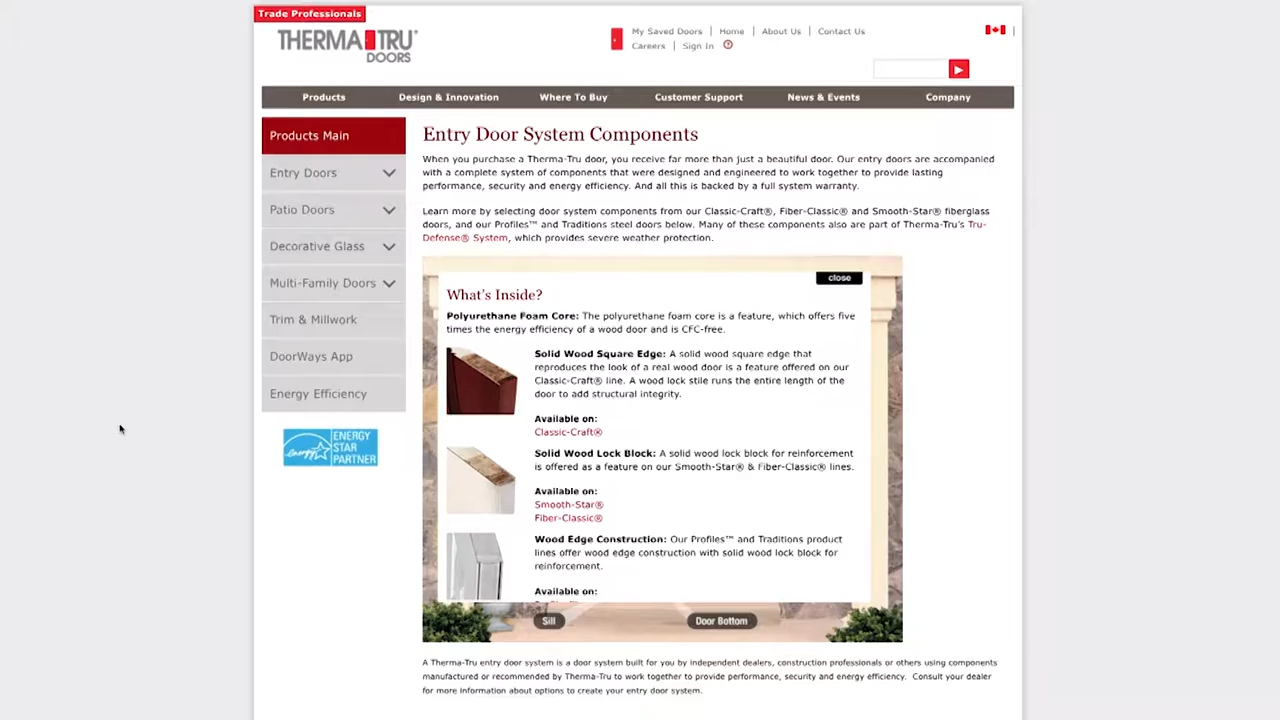 Trade Professionals
THERMA TRU
DOORS
My Saved Doors | Home | About Us | Contact Us
Careers | Sign In
Products
Design & Innovation
Where To Buy
Customer Support
News & Events
Company
Products Main
Entry Doors
Patio Doors
Decorative Glass
Multi-Family Doors
Trim & Millwork
DoorWays App
Energy Efficiency
energy
ENERGY
STAR
PARTNER
Entry Door System Components
When you purchase a Therma-Tru door, you receive far more than just a beautiful door. Our entry doors are accompanied
with a complete system of components that were designed and engineered to work together to provide lasting
performance, security and energy efficiency. And all this is backed by a full system warranty.
Learn more by selecting door system components from our Classic-Craft®, Fiber-Classic® and Smooth-Star® fiberglass
doors, and our Profiles™ and Traditions steel doors below. Many of these components also are part of Therma-Tru's Tru-
Defense® System, which provides severe weather protection.
close
What's Inside?
Polyurethane Foam Core: The polyurethane foam core is a feature, which offers five
times the energy efficiency of a wood door and is CFC-free.
Solid Wood Square Edge: A solid wood square edge that
reproduces the look of a real wood door is a feature offered on our
Classic-Craft® line. A wood lock stile runs the entire length of the
door to add structural integrity.
Available on:
Classic-Craft®
Solid Wood Lock Block: A solid wood lock block for reinforcement
is offered as a feature on our Smooth-Star® & Fiber-Classic® lines.
Available on:
Smooth-Star®
Fiber-Classic®
Wood Edge Construction: Our Profiles™ and Traditions product
lines offer wood edge construction with solid wood lock block for
reinforcement.
Available on:
Sill
Door Bottom
A Therma-Tru entry door system is a door system built for you by independent dealers, construction professionals or others using components
manufactured or recommended by Therma-Tru to work together to provide performance, security and energy efficiency. Consult your dealer
for more information about options to create your entry door system.